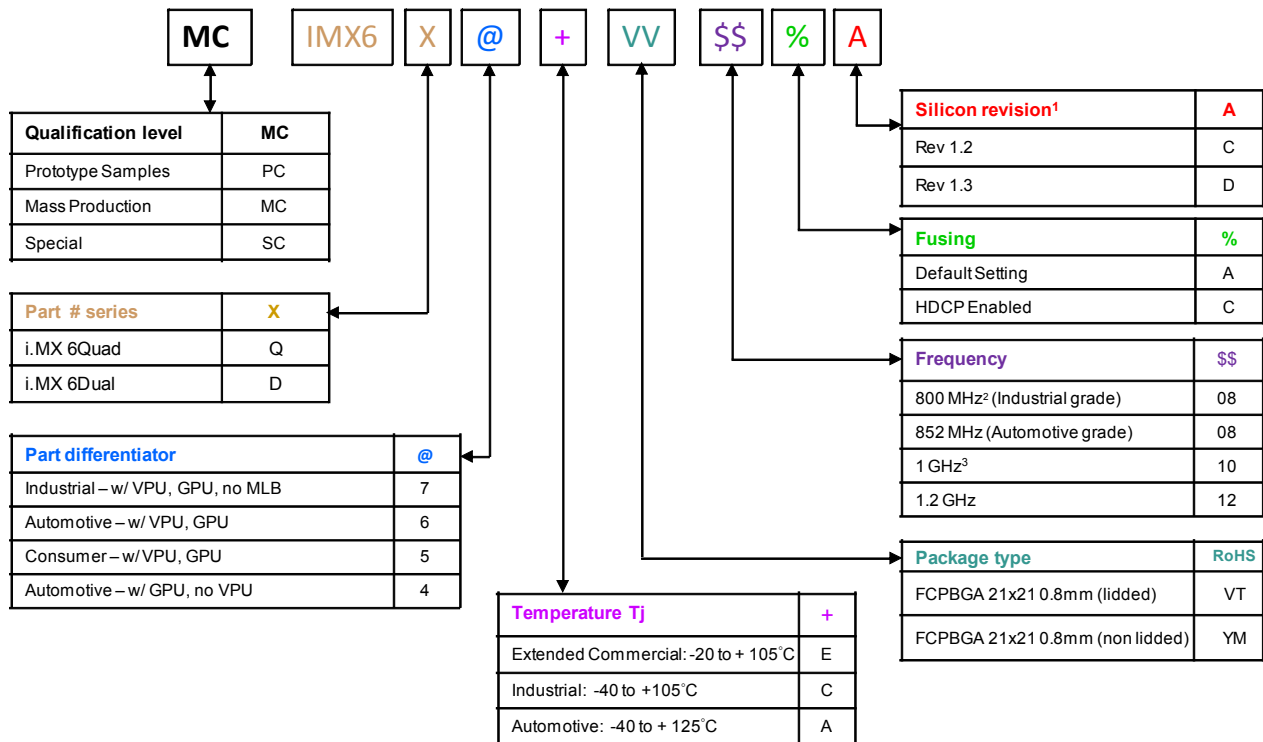 MC IMX6 X @ + VV $$ % A
Qualification level MC
Prototype Samples PC
Mass Production MC
Special SC
Part # series X
i.MX 6Quad Q
i.MX 6Dual D
Part differentiator @
Industrial – w/ VPU, GPU, no MLB 7
Automotive – w/ VPU, GPU 6
Consumer – w/ VPU, GPU 5
Automotive – w/ GPU, no VPU 4
Temperature Tj +
Extended Commercial: -20 to + 105°C E
Industrial: -40 to +105°C C
Automotive: -40 to + 125°C A
Silicon revision¹ A
Rev 1.2 C
Rev 1.3 D
Fusing %
Default Setting A
HDCP Enabled C
Frequency $$
800 MHz² (Industrial grade) 08
852 MHz (Automotive grade) 08
1 GHz³ 10
1.2 GHz 12
Package type RoHS
FCPBGA 21x21 0.8mm (lidded) VT
FCPBGA 21x21 0.8mm (non lidded) YM